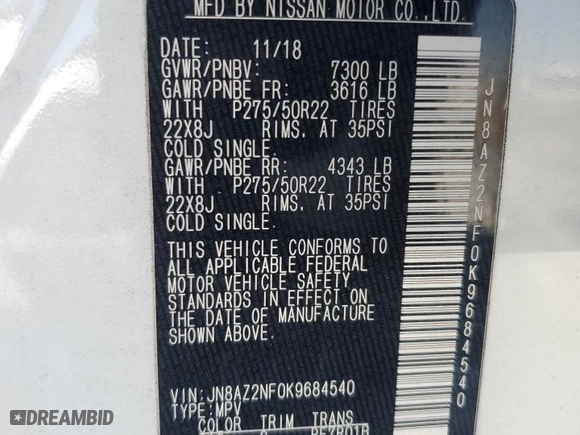 MFD BY NISSAN MOTOR CO.,LTD.
DATE: 11/18
GVWR/PNBV: 7300 LB
GAWR/PNBE FR: 3616 LB
WITH P275/50R22 TIRES
22X8J RIMS. AT 35PSI
COLD SINGLE.
GAWR/PNBE RR: 4343 LB
WITH P275/50R22 TIRES
22X8J RIMS. AT 35PSI
COLD SINGLE.
THIS VEHICLE CONFORMS TO
ALL APPLICABLE FEDERAL
MOTOR VEHICLE SAFETY
STANDARDS IN EFFECT ON
THE DATE OF MANUFACTURE
SHOWN ABOVE.
VIN:JN8AZ2NF0K9684540
TYPE:MPV
COLOR TRIM TRANS
JN8AZ2NF0K9684540
DREAMBID